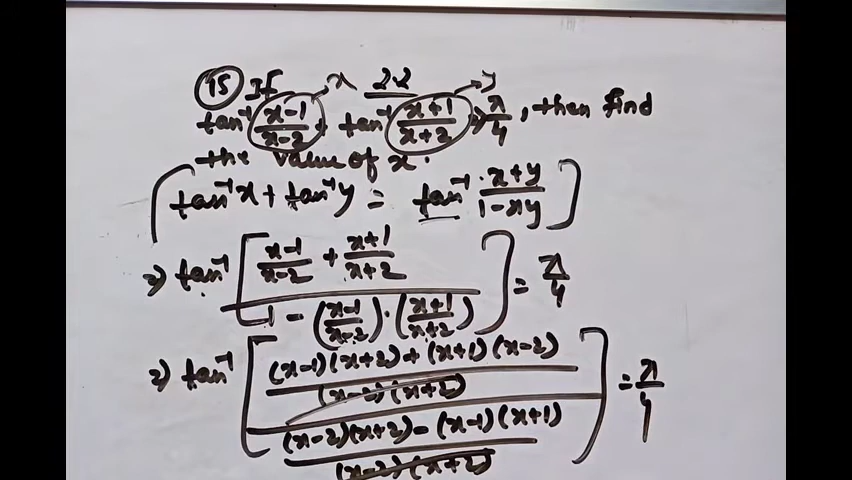 15 If x 2.2 y
tan⁻¹ (x-1)/(x-2) + tan⁻¹ (x+1)/(x+2) = π/4, then find
the value of x.
[tan⁻¹x + tan⁻¹y = tan⁻¹ (x+y)/(1-xy)]
⇒ tan⁻¹ [((x-1)/(x-2) + (x+1)/(x+2)) / (1 - ((x-1)/(x-2)) · ((x+1)/(x+2)))] = π/4
⇒ tan⁻¹ [(((x-1)(x+2) + (x+1)(x-2)) / ((x-2)(x+2))) / (((x-2)(x+2) - (x-1)(x+1)) / ((x-2)(x+2)))] = π/4